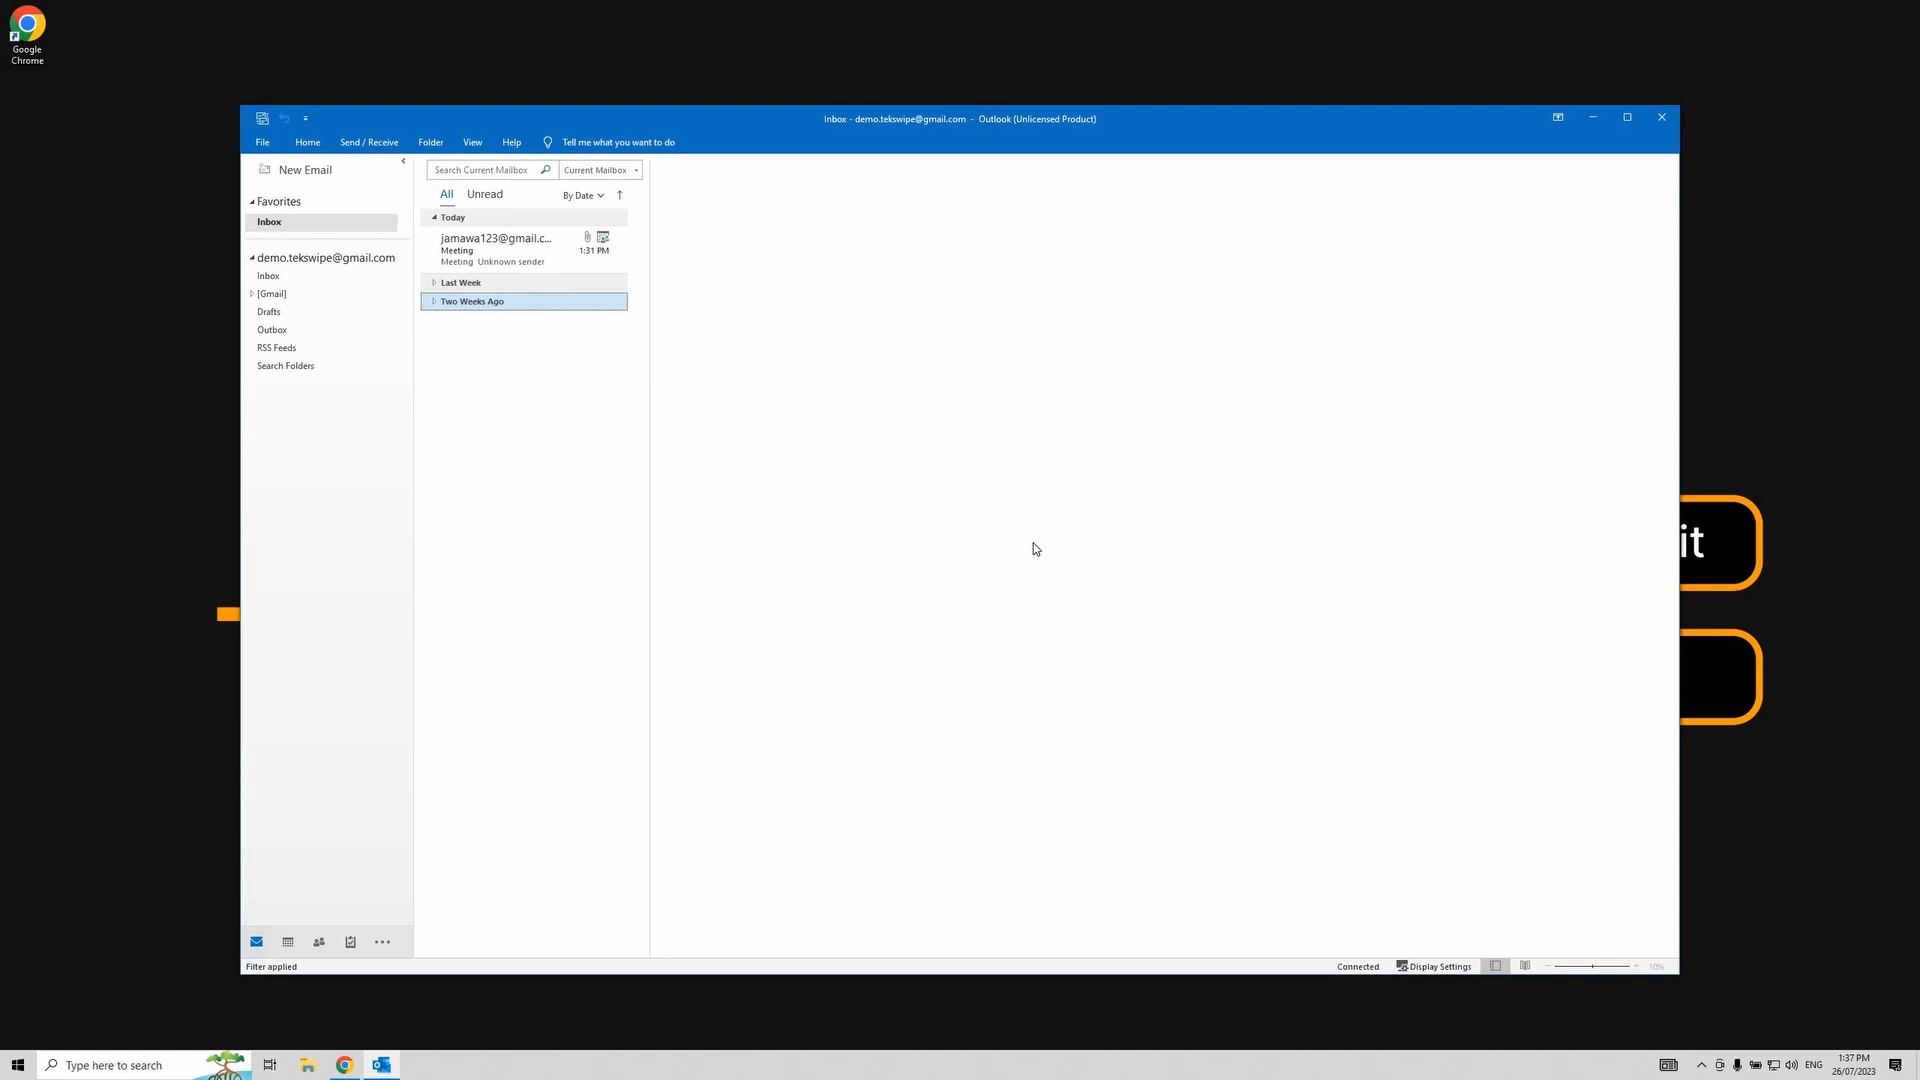 Google
Chrome
Inbox - demo.tekswipe@gmail.com - Outlook (Unlicensed Product)
File Home Send / Receive Folder View Help Tell me what you want to do
New Email
Search Current Mailbox Current Mailbox
All Unread By Date
Favorites
Inbox
Today
jamawa123@gmail.c...
Meeting 1:31 PM
Meeting Unknown sender
demo.tekswipe@gmail.com
Inbox
[Gmail]
Drafts
Outbox
RSS Feeds
Search Folders
Last Week
Two Weeks Ago
it
Filter applied
Connected Display Settings 10%
Type here to search
ENG
1:37 PM
26/07/2023